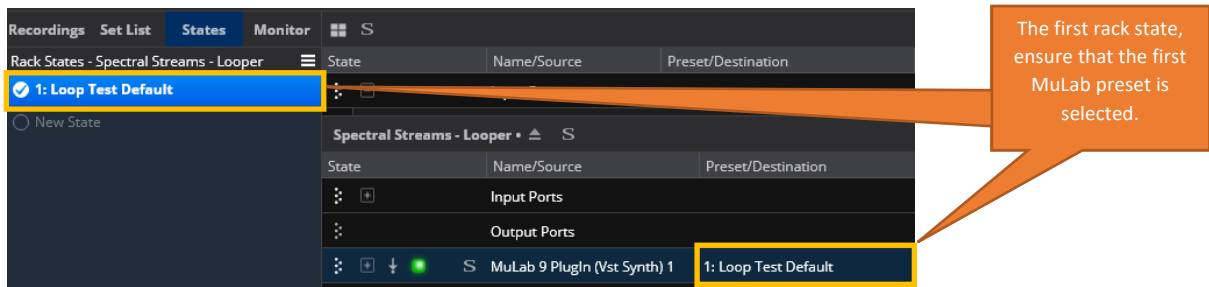 Recordings Set List States Monitor S
Rack States - Spectral Streams - Looper
State Name/Source Preset/Destination
1: Loop Test Default
New State
Spectral Streams - Looper • S
State Name/Source Preset/Destination
Input Ports
Output Ports
S MuLab 9 PlugIn (Vst Synth) 1 1: Loop Test Default
The first rack state,
ensure that the first
MuLab preset is
selected.